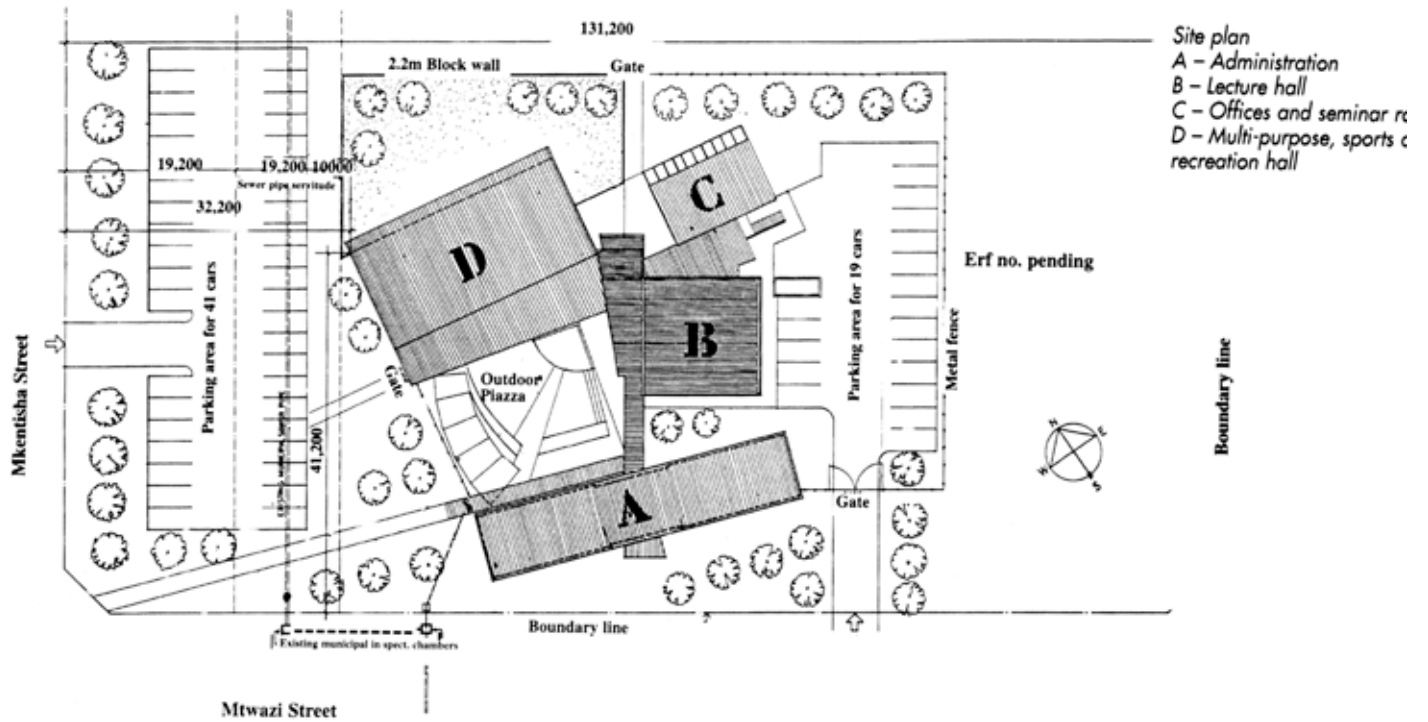 131,200
Site plan
A – Administration
B – Lecture hall
C – Offices and seminar
D – Multi-purpose, sports
recreation hall
2.2m Block wall
Gate
19,200
19,200
10000
Sewer pipe servitude
32,200
C
D
Parking area for 41 cars
Parking area for 19 cars
Erf no. pending
Mkentisha Street
B
Metal fence
Boundary line
Gate
Outdoor
Piazza
41,200
A
Gate
Boundary line
Existing municipal in spect. chambers
Mtwazi Street